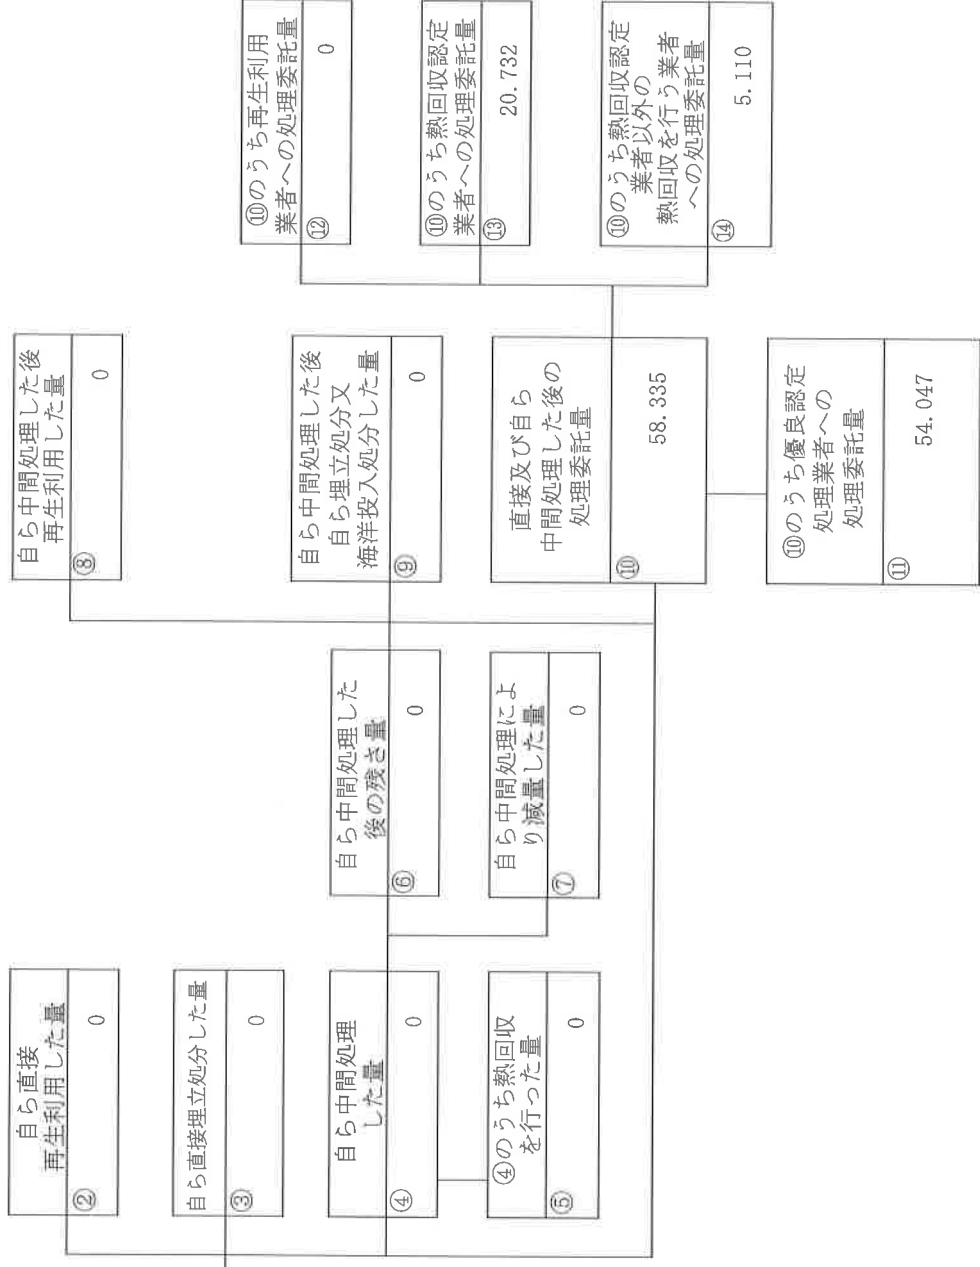 自ら直接
再生利用した量
②
0
自ら直接埋立処分した量
③
0
自ら中間処理
した量
④
0
④のうち熱回収
を行った量
⑤
0
自ら中間処理した
後の残さ量
⑥
0
自ら中間処理によ
り減量した量
⑦
0
自ら中間処理した後
再生利用した量
⑧
0
自ら中間処理した後
自ら埋立処分又
海洋投入処分した量
⑨
0
直接及び自ら
中間処理した後の
処理委託量
⑩
58.335
⑩のうち優良認定
処理業者への
処理委託量
⑪
54.047
⑩のうち再生利用
業者への処理委託量
⑫
0
⑩のうち熱回収認定
業者への処理委託量
⑬
20.732
⑩のうち熱回収認定
業者以外の
熱回収を行う業者
への処理委託量
⑭
5.110